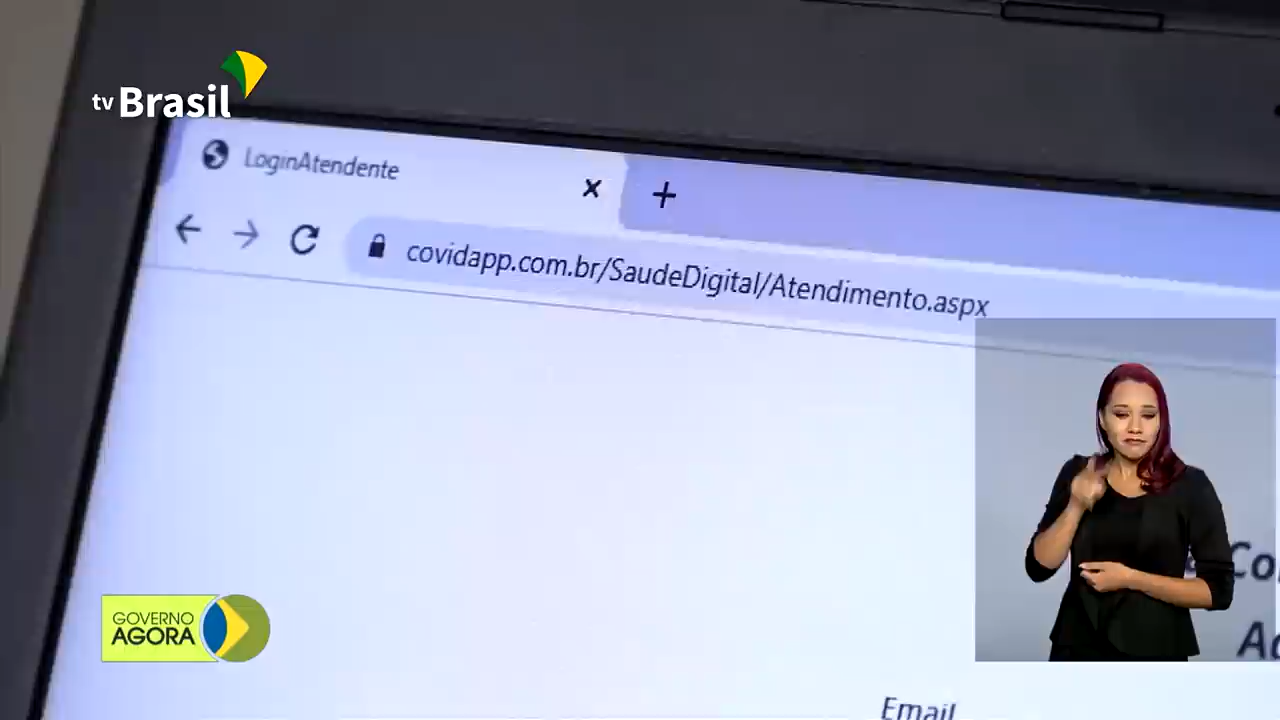 tv Brasil
LoginAtendente
covidapp.com.br/SaudeDigital/Atendimento.aspx
GOVERNO
AGORA
Email